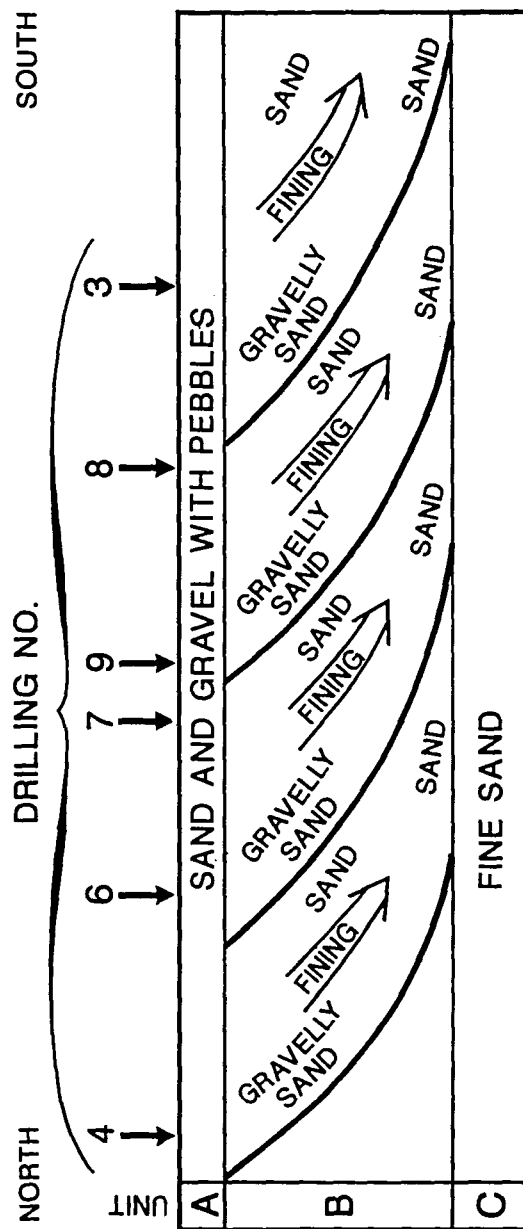 NORTH
SOUTH
DRILLING NO.
4
6
7
9
8
3
UNIT
A
SAND AND GRAVEL WITH PEBBLES
B
GRAVELLY
SAND
FINING
SAND
GRAVELLY
SAND
FINING
SAND
SAND
GRAVELLY
SAND
FINING
SAND
SAND
GRAVELLY
SAND
FINING
SAND
SAND
SAND
C
FINE SAND